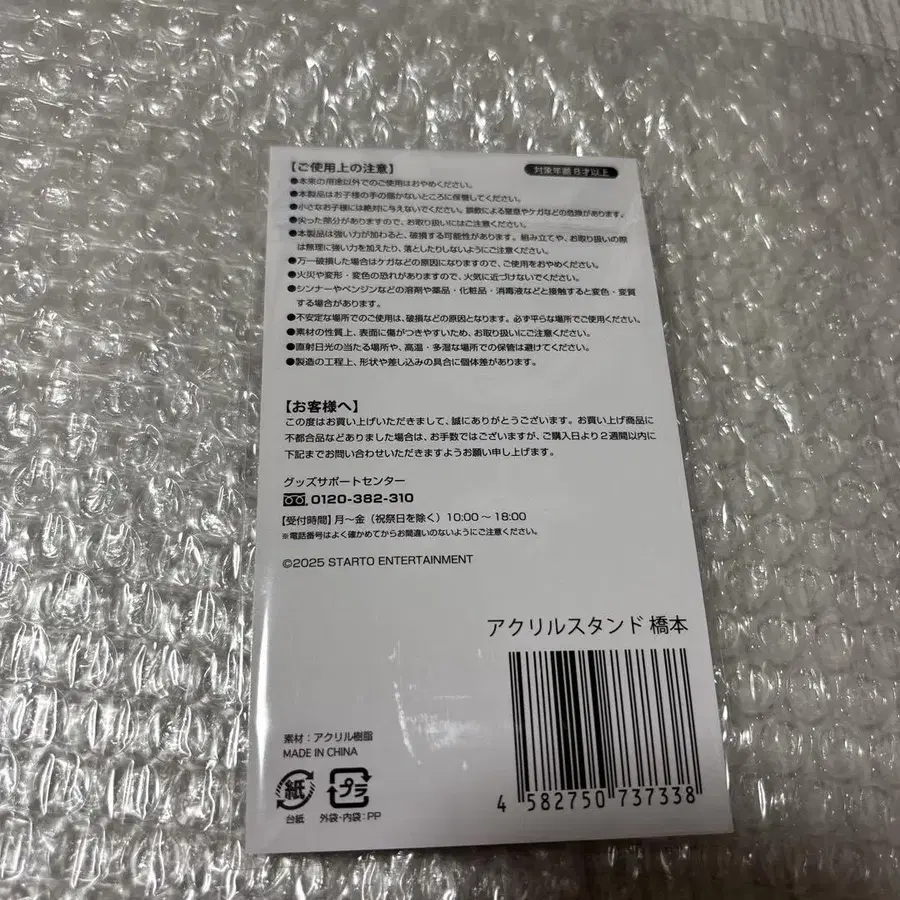 【ご使用上の注意】
対象年齢 8才以上
●本来の用途以外でのご使用はおやめください。
●本製品はお子様の手の届かないところに保管してください。
●小さなお子様には絶対に与えないでください。誤飲による窒息やケガなどの危険があります。
●尖った部分がありますので、お取り扱いにはご注意ください。
●本製品は強い力が加わると、破損する可能性があります。組み立てや、お取り扱いの際
は無理に強い力を加えたり、落としたりしないようにご注意ください。
●万一破損した場合はケガなどの原因になりますので、ご使用をおやめください。
●火災や変形・変色の恐れがありますので、火気に近づけないでください。
●シンナーやベンジンなどの溶剤や薬品・化粧品・消毒液などと接触すると変色・変質
する場合があります。
●不安定な場所でのご使用は、破損などの原因となります。必ず平らな場所でご使用ください。
●素材の性質上、表面に傷がつきやすいため、お取り扱いにご注意ください。
●直射日光の当たる場所や、高温・多湿な場所での保管は避けてください。
●製造の工程上、形状や差し込みの具合に個体差があります。
【お客様へ】
この度はお買い上げいただきまして、誠にありがとうございます。お買い上げ商品に
不都合品などありました場合は、お手数ではございますが、ご購入日より2週間以内に
下記までお問い合わせいただきますようお願い申し上げます。
グッズサポートセンター
0120-382-310
【受付時間】月〜金（祝祭日を除く）10:00〜18:00
※電話番号はよく確かめてからお間違いのないようにご注意ください。
©2025 STARTO ENTERTAINMENT
アクリルスタンド 橋本
素材：アクリル樹脂
MADE IN CHINA
紙 プラ
台紙 外袋・内袋：PP
4 582750 737338